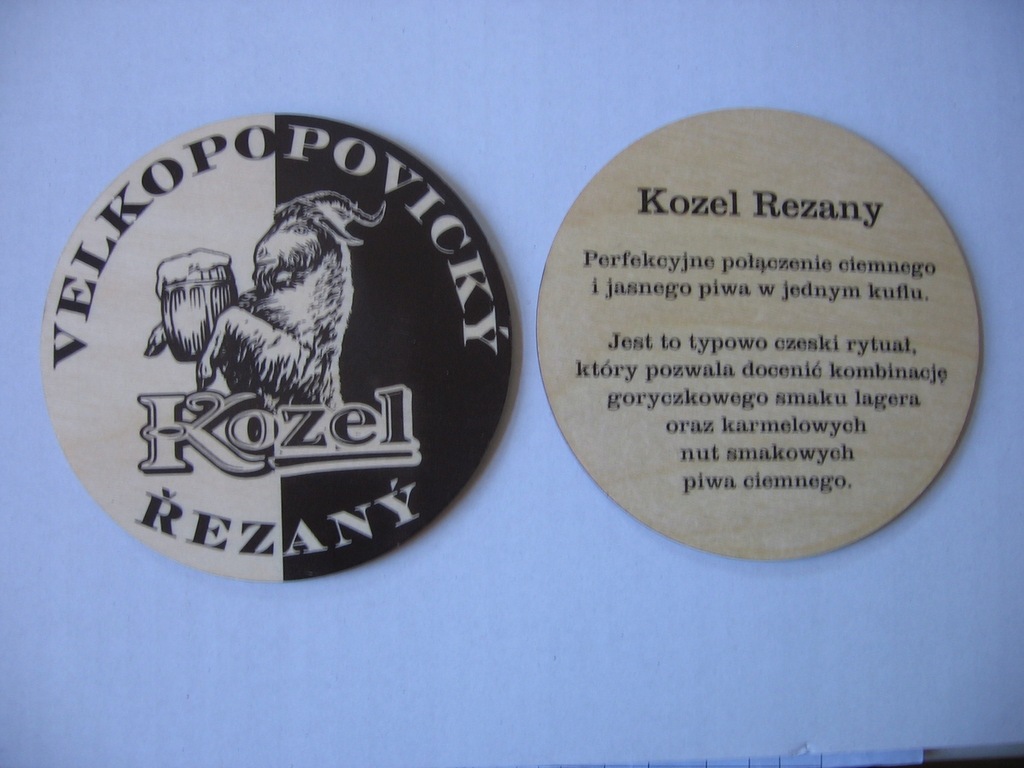 VELKOPOPOVICKÝ
Kozel
ŘEZANÝ
Kozel Rezany
Perfekcyjne połączenie ciemnego
i jasnego piwa w jednym kuflu.
Jest to typowo czeski rytuał,
który pozwala docenić kombinację
goryczkowego smaku lagera
oraz karmelowych
nut smakowych
piwa ciemnego.